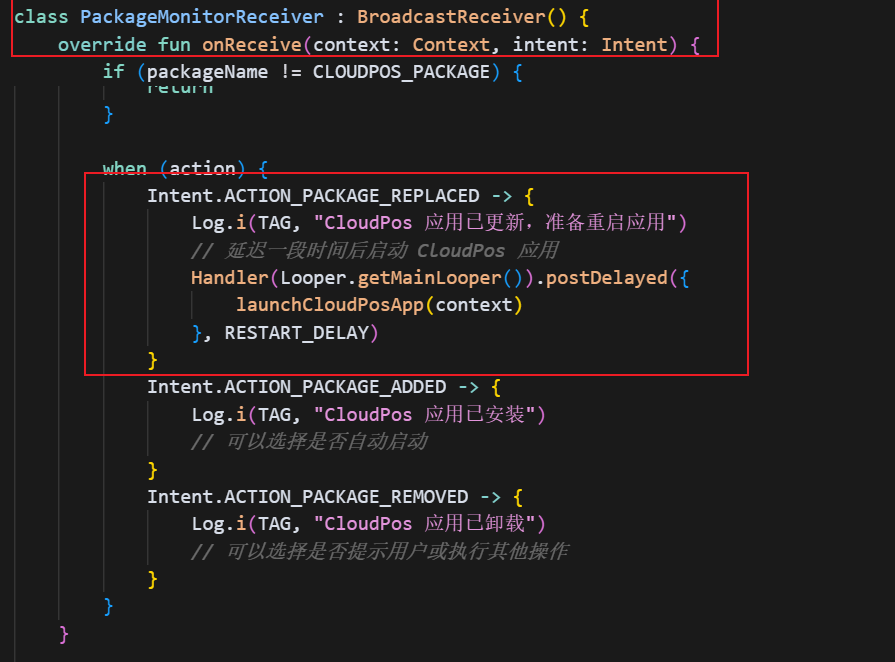 class PackageMonitorReceiver : BroadcastReceiver() {
override fun onReceive(context: Context, intent: Intent) {
if (packageName != CLOUDPOS_PACKAGE) {
return
}
when (action) {
Intent.ACTION_PACKAGE_REPLACED -> {
Log.i(TAG, "CloudPos 应用已更新，准备重启应用")
// 延迟一段时间后启动 CloudPos 应用
Handler(Looper.getMainLooper()).postDelayed({
launchCloudPosApp(context)
}, RESTART_DELAY)
}
Intent.ACTION_PACKAGE_ADDED -> {
Log.i(TAG, "CloudPos 应用已安装")
// 可以选择是否自动启动
}
Intent.ACTION_PACKAGE_REMOVED -> {
Log.i(TAG, "CloudPos 应用已卸载")
// 可以选择是否提示用户或执行其他操作
}
}
}